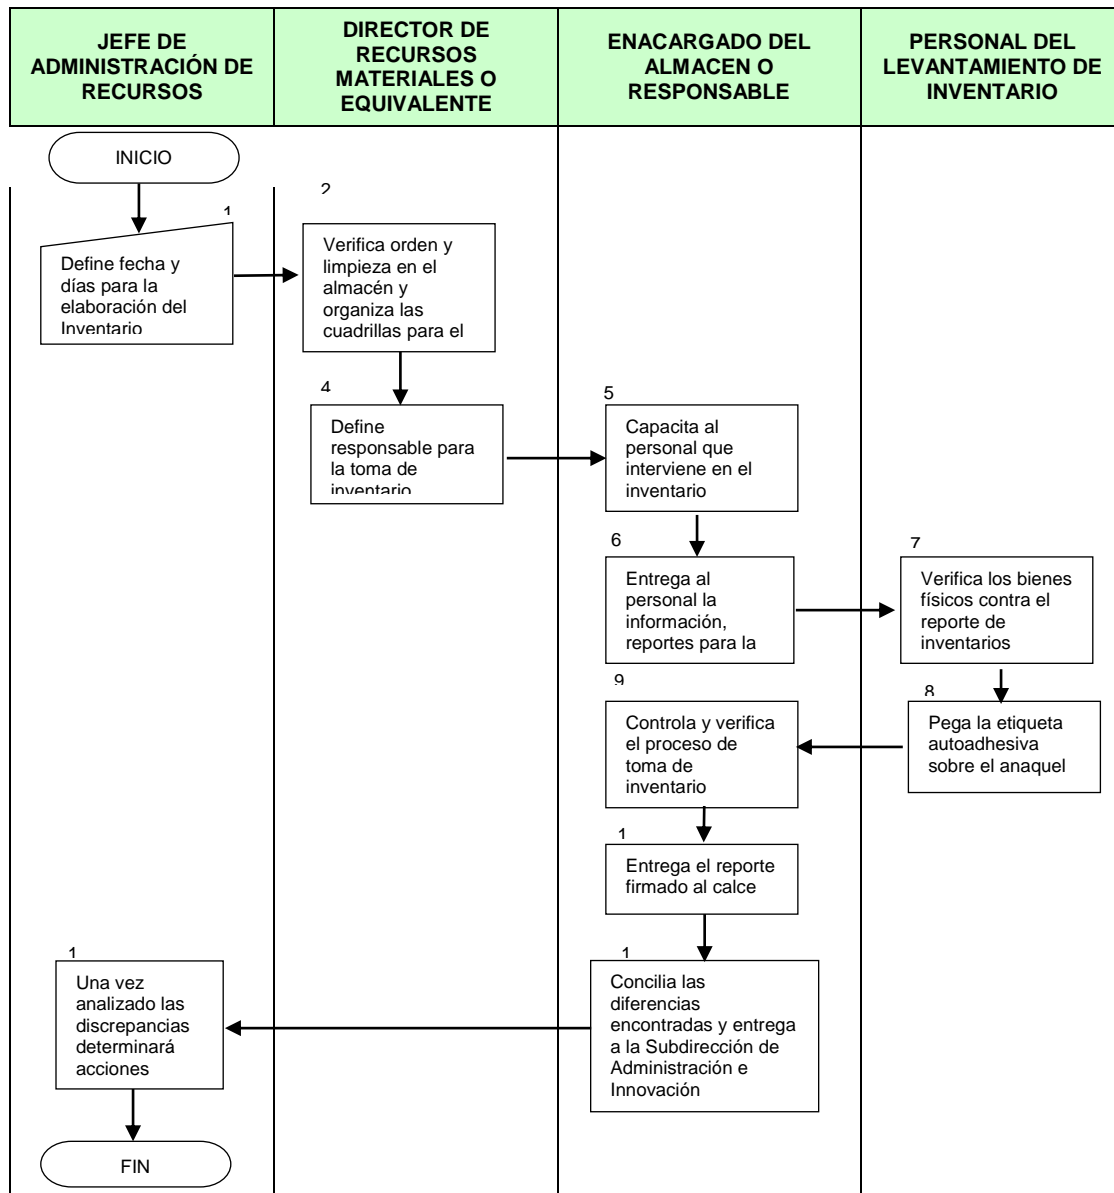 JEFE DE
ADMINISTRACIÓN DE
RECURSOS
DIRECTOR DE
RECURSOS
MATERIALES O
EQUIVALENTE
ENACARGADO DEL
ALMACEN O
RESPONSABLE
PERSONAL DEL
LEVANTAMIENTO DE
INVENTARIO
INICIO
1
Define fecha y
días para la
elaboración del
Inventario
2
Verifica orden y
limpieza en el
almacén y
organiza las
cuadrillas para el
4
Define
responsable para
la toma de
inventario
5
Capacita al
personal que
interviene en el
inventario
6
Entrega al
personal la
información,
reportes para la
7
Verifica los bienes
físicos contra el
reporte de
inventarios
8
Pega la etiqueta
autoadhesiva
sobre el anaquel
9
Controla y verifica
el proceso de
toma de
inventario
1
Entrega el reporte
firmado al calce
1
Concilia las
diferencias
encontradas y entrega
a la Subdirección de
Administración e
Innovación
1
Una vez
analizado las
discrepancias
determinará
acciones
FIN